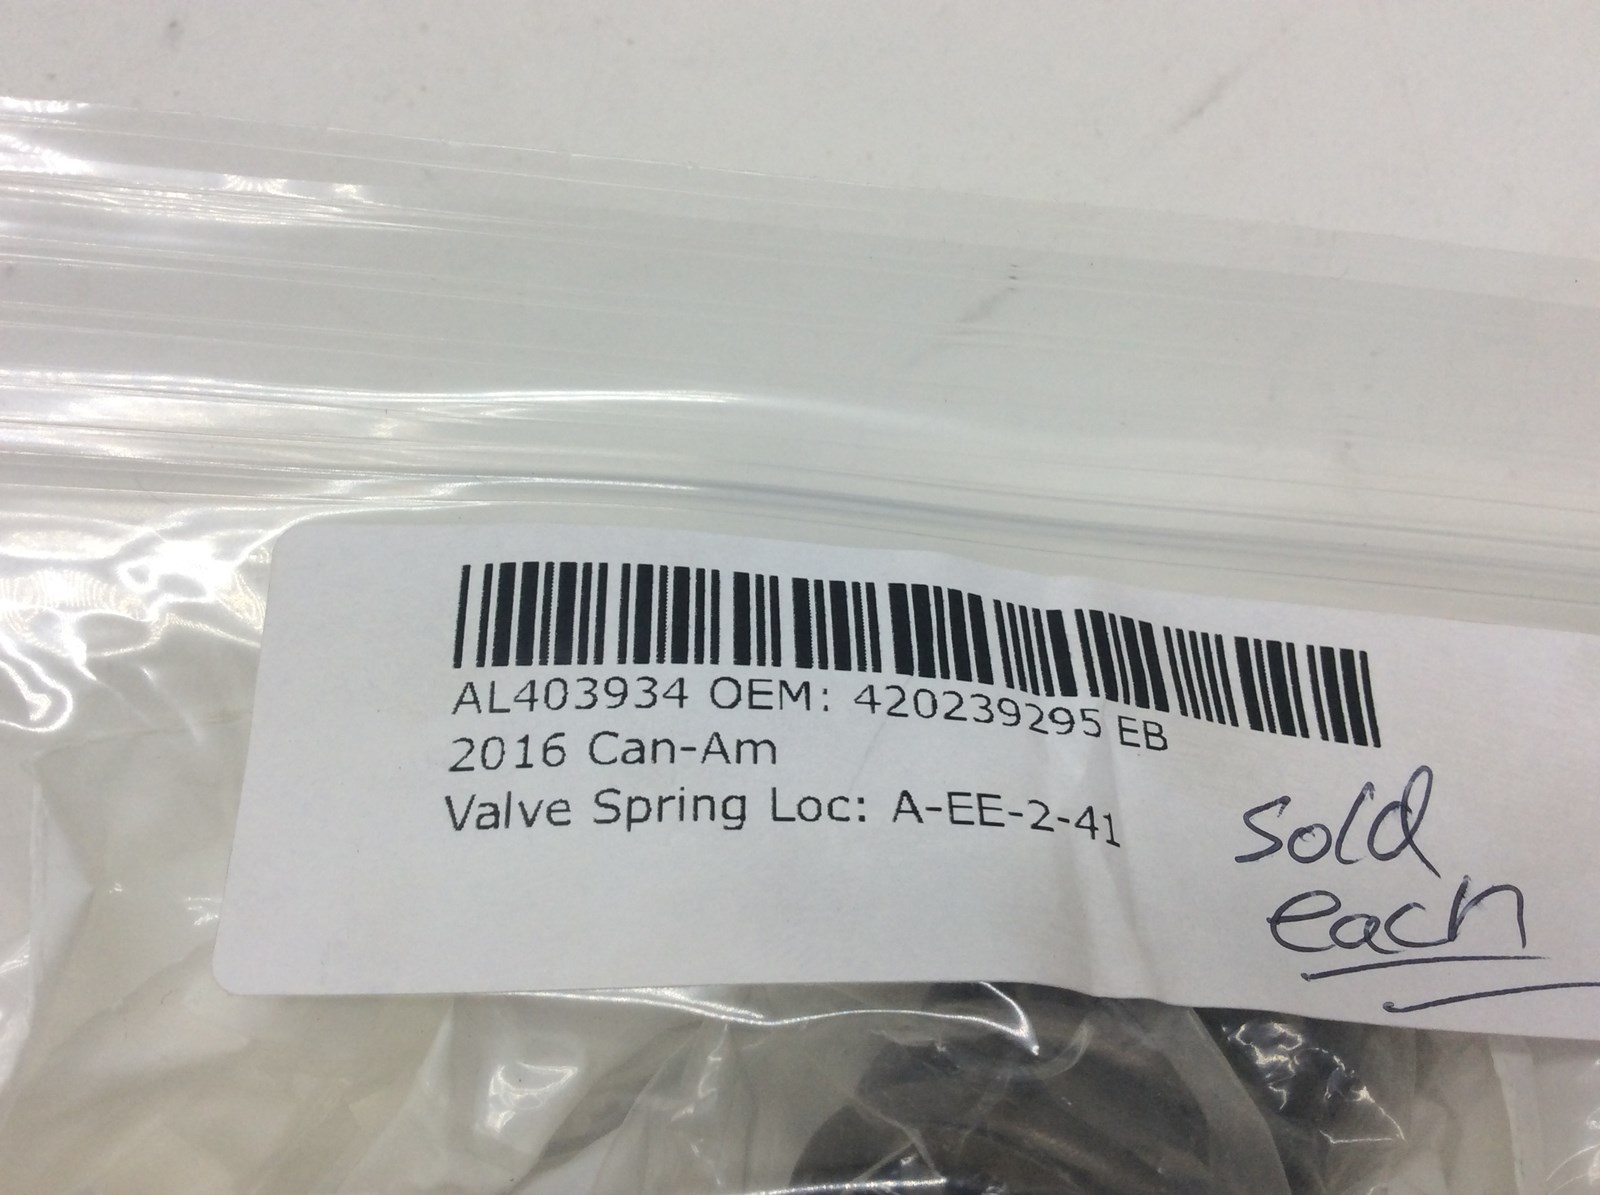 AL403934 OEM: 420239295 EB
2016 Can-Am
Valve Spring Loc: A-EE-2-41
Sold
each